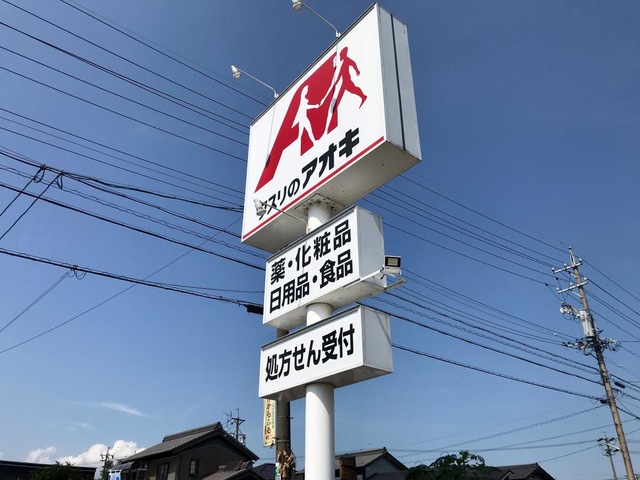 クスリのアオキ
薬・化粧品
日用品・食品
処方せん受付